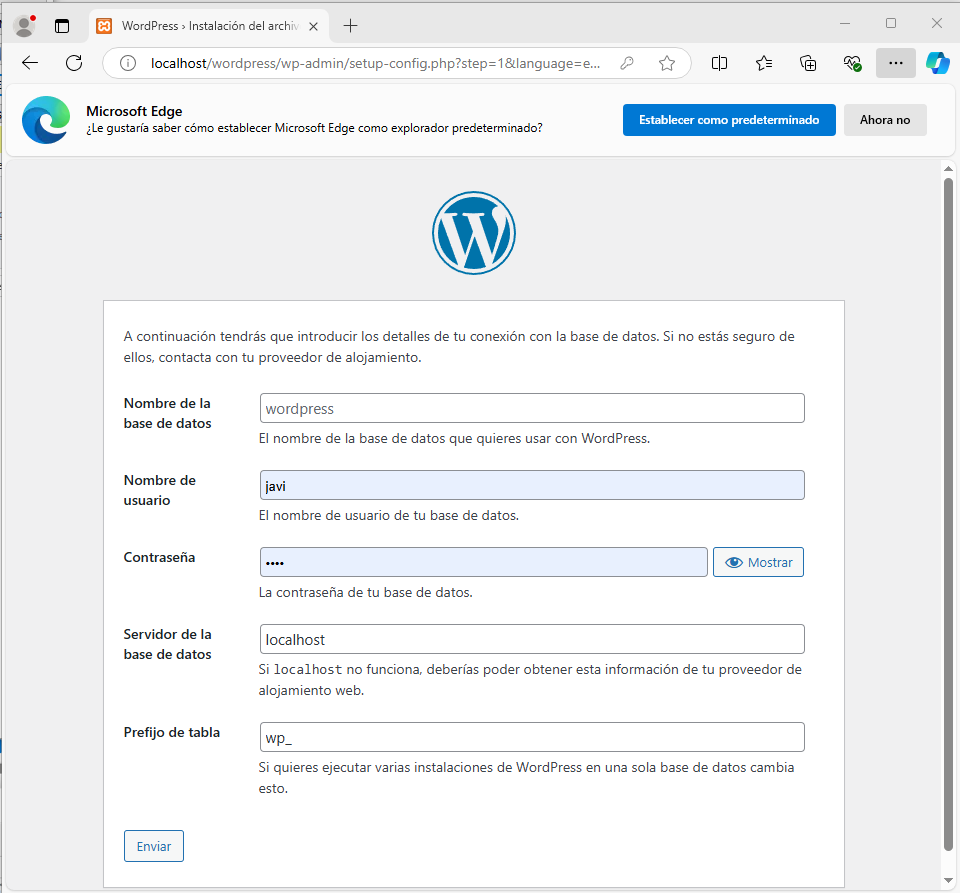 WordPress › Instalación del archiv
localhost/wordpress/wp-admin/setup-config.php?step=1&language=e...
Microsoft Edge
¿Le gustaría saber cómo establecer Microsoft Edge como explorador predeterminado?
Establecer como predeterminado
Ahora no
A continuación tendrás que introducir los detalles de tu conexión con la base de datos. Si no estás seguro de
ellos, contacta con tu proveedor de alojamiento.
Nombre de la
base de datos
wordpress
El nombre de la base de datos que quieres usar con WordPress.
Nombre de
usuario
javi
El nombre de usuario de tu base de datos.
Contraseña
••••
Mostrar
La contraseña de tu base de datos.
Servidor de la
base de datos
localhost
Si localhost no funciona, deberías poder obtener esta información de tu proveedor de
alojamiento web.
Prefijo de tabla
wp_
Si quieres ejecutar varias instalaciones de WordPress en una sola base de datos cambia
esto.
Enviar